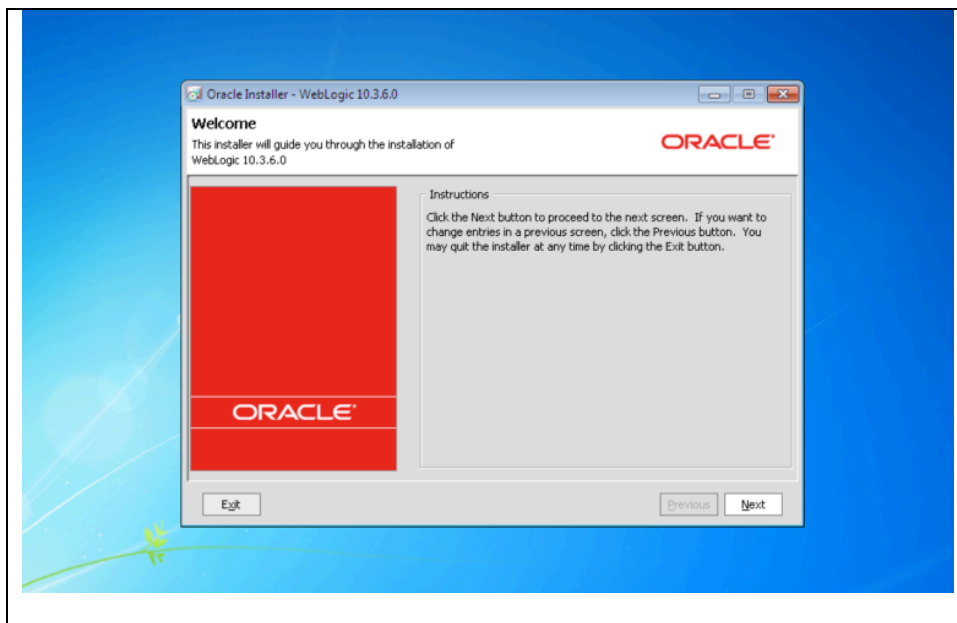 Oracle Installer - WebLogic 10.3.6.0
Welcome
This installer will guide you through the installation of
WebLogic 10.3.6.0
ORACLE
Instructions
Click the Next button to proceed to the next screen. If you want to
change entries in a previous screen, click the Previous button. You
may quit the installer at any time by clicking the Exit button.
ORACLE
Exit
Previous
Next